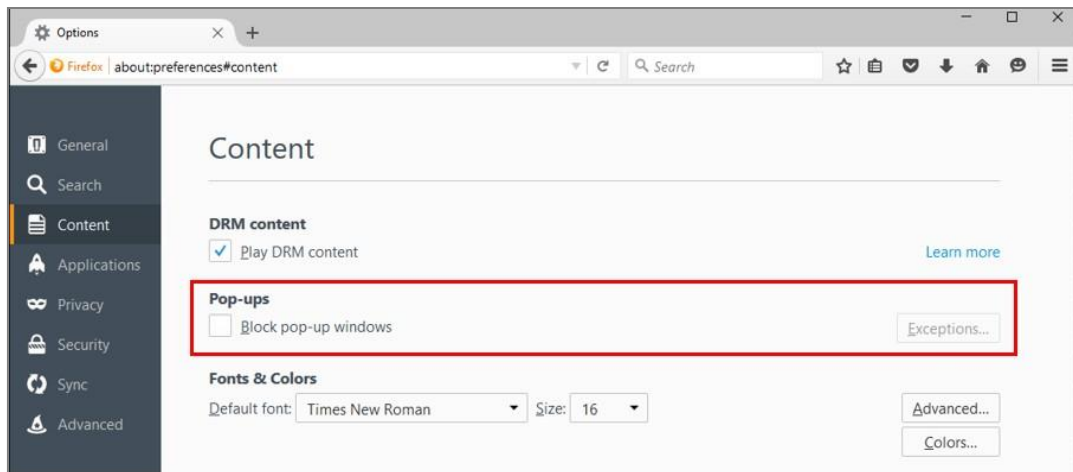 Options
Firefox about:preferences#content
Search
General
Search
Content
Applications
Privacy
Security
Sync
Advanced
Content
DRM content
Play DRM content Learn more
Pop-ups
Block pop-up windows Exceptions...
Fonts & Colors
Default font: Times New Roman Size: 16 Advanced...
Colors...